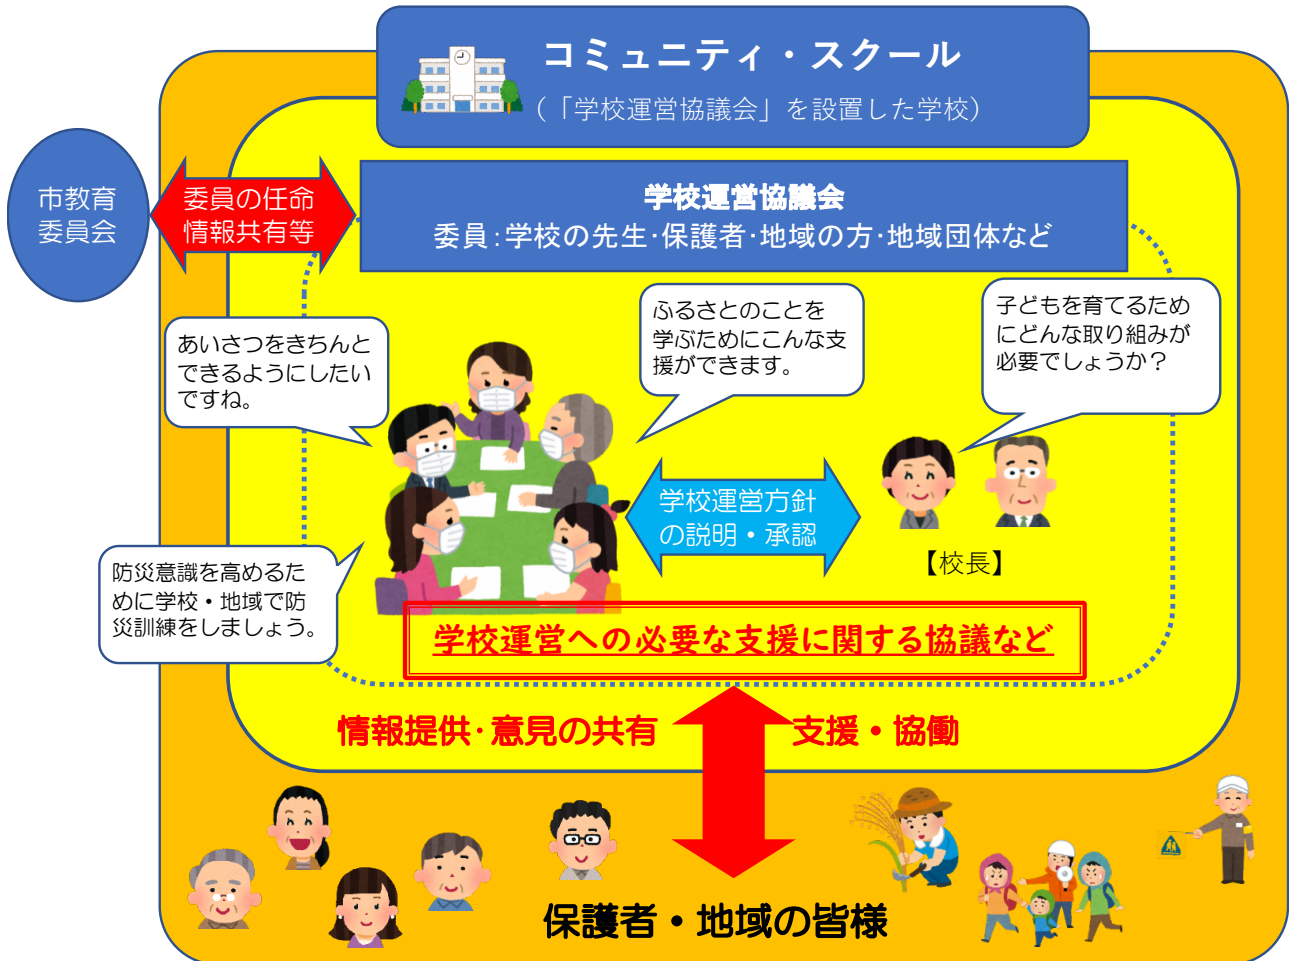 コミュニティ・スクール
（「学校運営協議会」を設置した学校）
市教育
委員会
委員の任命
情報共有等
学校運営協議会
委員：学校の先生・保護者・地域の方・地域団体など
あいさつをきちんと
できるようにしたい
ですね。
ふるさとのことを
学ぶためにこんな支
援ができます。
子どもを育てるため
にどんな取り組みが
必要でしょうか？
学校運営方針
の説明・承認
【校長】
防災意識を高めるた
めに学校・地域で防
災訓練をしましょう。
学校運営への必要な支援に関する協議など
情報提供・意見の共有
支援・協働
保護者・地域の皆様